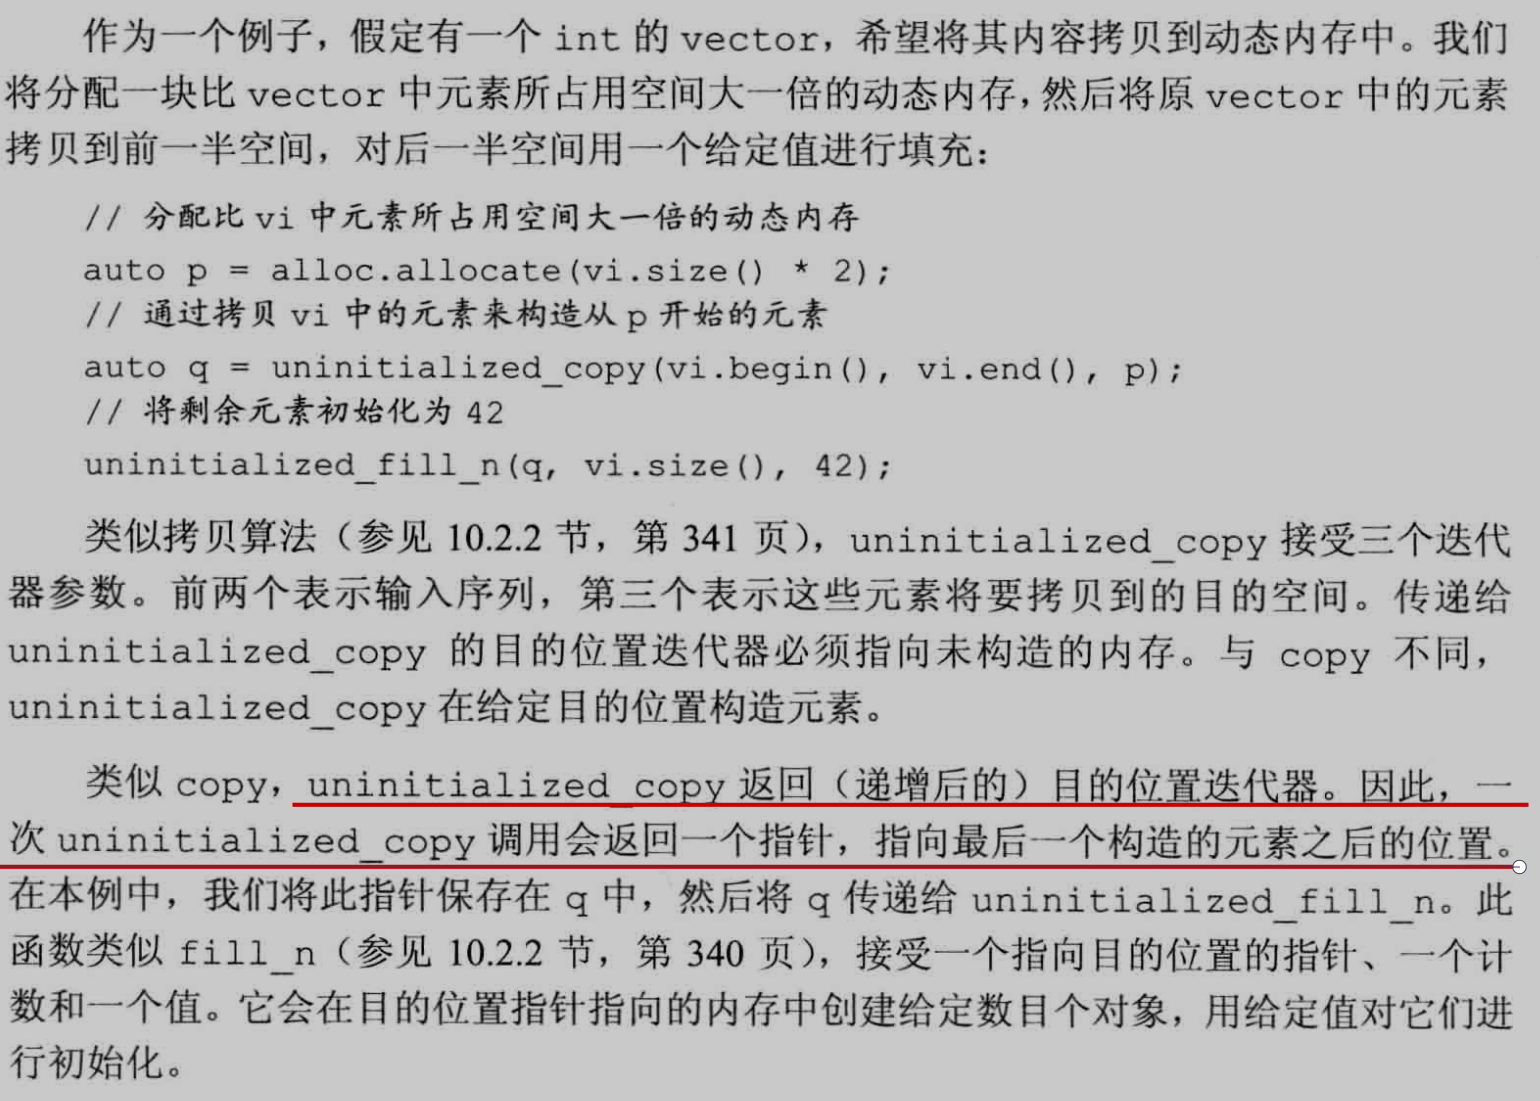 作为一个例子，假定有一个 int 的 vector，希望将其内容拷贝到动态内存中。我们
将分配一块比 vector 中元素所占用空间大一倍的动态内存，然后将原 vector 中的元素
拷贝到前一半空间，对后一半空间用一个给定值进行填充：
// 分配比 vi 中元素所占用空间大一倍的动态内存
auto p = alloc.allocate(vi.size() * 2);
// 通过拷贝 vi 中的元素来构造从 p 开始的元素
auto q = uninitialized_copy(vi.begin(), vi.end(), p);
// 将剩余元素初始化为 42
uninitialized_fill_n(q, vi.size(), 42);
类似拷贝算法（参见 10.2.2 节，第 341 页），uninitialized_copy 接受三个迭代
器参数。前两个表示输入序列，第三个表示这些元素将要拷贝到的目的空间。传递给
uninitialized_copy 的目的位置迭代器必须指向未构造的内存。与 copy 不同，
uninitialized_copy 在给定目的位置构造元素。
类似 copy，uninitialized_copy 返回（递增后的）目的位置迭代器。因此，一
次 uninitialized_copy 调用会返回一个指针，指向最后一个构造的元素之后的位置。
在本例中，我们将此指针保存在 q 中，然后将 q 传递给 uninitialized_fill_n。此
函数类似 fill_n（参见 10.2.2 节，第 340 页），接受一个指向目的位置的指针、一个计
数和一个值。它会在目的位置指针指向的内存中创建给定数目个对象，用给定值对它们进
行初始化。